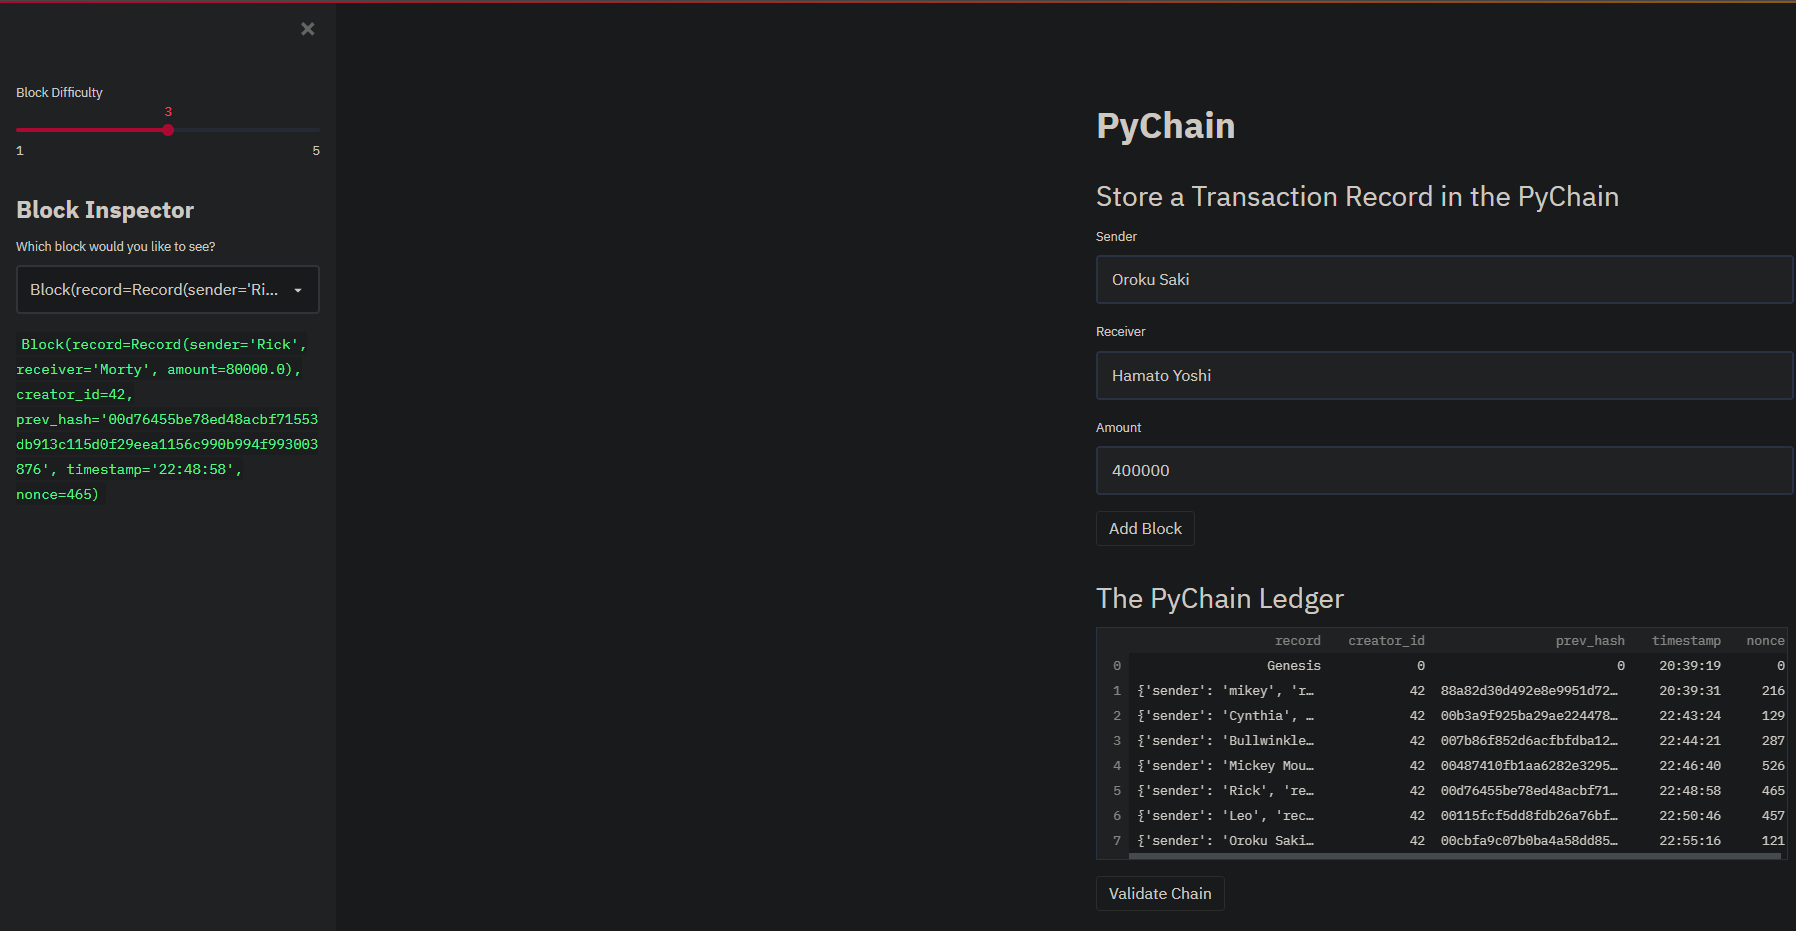 Block Difficulty
3
1 5
Block Inspector
Which block would you like to see?
Block(record=Record(sender='Ri...
Block(record=Record(sender='Rick',
receiver='Morty', amount=80000.0),
creator_id=42,
prev_hash='00d76455be78ed48acbf71553
db913c115d0f29eea1156c990b994f993003
876', timestamp='22:48:58',
nonce=465)
PyChain
Store a Transaction Record in the PyChain
Sender
Oroku Saki
Receiver
Hamato Yoshi
Amount
400000
Add Block
The PyChain Ledger
record creator_id prev_hash timestamp nonce
0 Genesis 0 0 20:39:19 0
1 {'sender': 'mikey', 'r… 42 88a82d30d492e8e9951d72… 20:39:31 216
2 {'sender': 'Cynthia', … 42 00b3a9f925ba29ae224478… 22:43:24 129
3 {'sender': 'Bullwinkle… 42 007b86f852d6acfbfdba12… 22:44:21 287
4 {'sender': 'Mickey Mou… 42 00487410fb1aa6282e3295… 22:46:40 526
5 {'sender': 'Rick', 're… 42 00d76455be78ed48acbf71… 22:48:58 465
6 {'sender': 'Leo', 'rec… 42 00115fcf5dd8fdb26a76bf… 22:50:46 457
7 {'sender': 'Oroku Saki… 42 00cbfa9c07b0ba4a58dd85… 22:55:16 121
Validate Chain